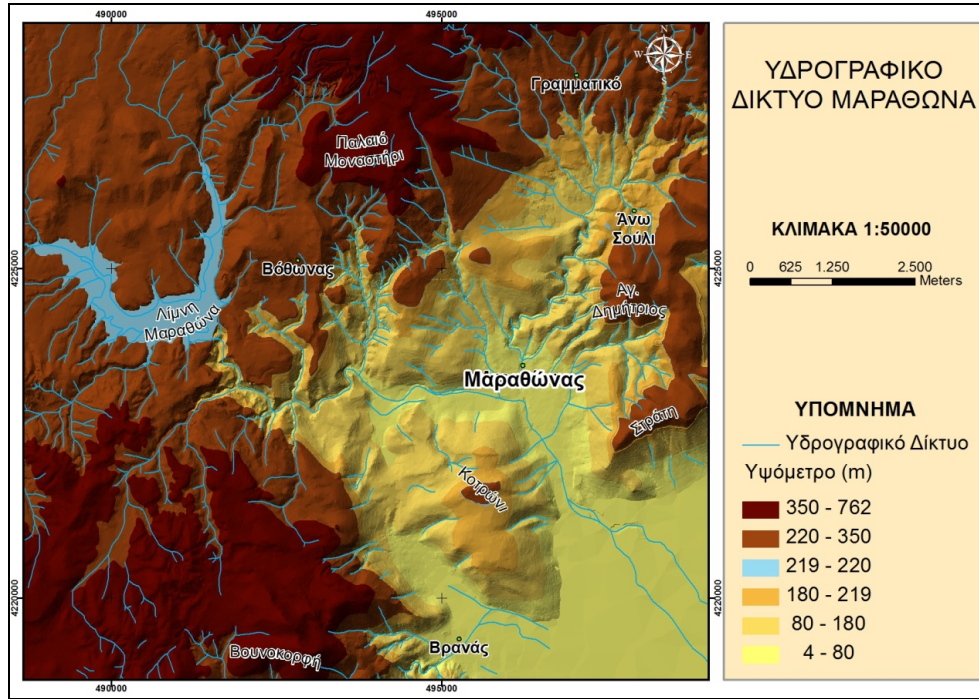 490000
495000
N
W
E
S
Γραμματικό
Παλαιό
Μοναστήρι
Άνω
Σούλι
4225000
4225000
Βόθωνας
Αγ.
Δημήτριος
Λίμνη
Μαραθώνα
Μαραθώνας
Στράτη
Κοτρώνι
4220000
4220000
Βρανάς
Βουνοκορφή
490000
495000
ΥΔΡΟΓΡΑΦΙΚΟ
ΔΙΚΤΥΟ ΜΑΡΑΘΩΝΑ
ΚΛΙΜΑΚΑ 1:50000
0 625 1.250 2.500
Meters
ΥΠΟΜΝΗΜΑ
Υδρογραφικό Δίκτυο
Υψόμετρο (m)
350 - 762
220 - 350
219 - 220
180 - 219
80 - 180
4 - 80